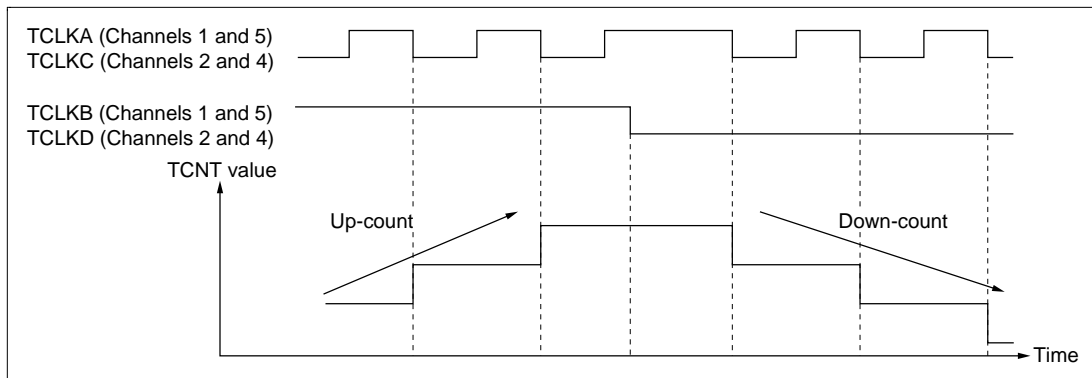 TCLKA (Channels 1 and 5)
TCLKC (Channels 2 and 4)
TCLKB (Channels 1 and 5)
TCLKD (Channels 2 and 4)
TCNT value
Up-count
Down-count
Time